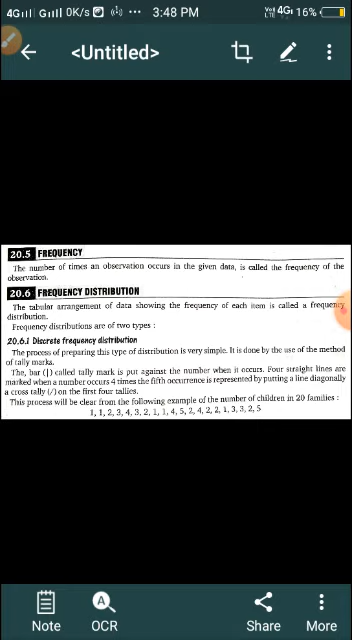 4G G 0K/s 3:48 PM 4G 16%
<Untitled>
20.5 FREQUENCY
The number of times an observation occurs in the given data, is called the frequency of the
observation.
20.6 FREQUENCY DISTRIBUTION
The tabular arrangement of data showing the frequency of each item is called a frequency
distribution.
Frequency distributions are of two types :
20.6.1 Discrete frequency distribution
The process of preparing this type of distribution is very simple. It is done by the use of the method
of tally marks.
The, bar (|) called tally mark is put against the number when it occurs. Four straight lines are
marked when a number occurs 4 times the fifth occurrence is represented by putting a line diagonally
a cross tally (/) on the first four tallies.
This process will be clear from the following example of the number of children in 20 families :
1, 1, 2, 3, 4, 3, 2, 1, 1, 4, 5, 2, 4, 2, 2, 1, 3, 3, 2, 5
Note OCR Share More